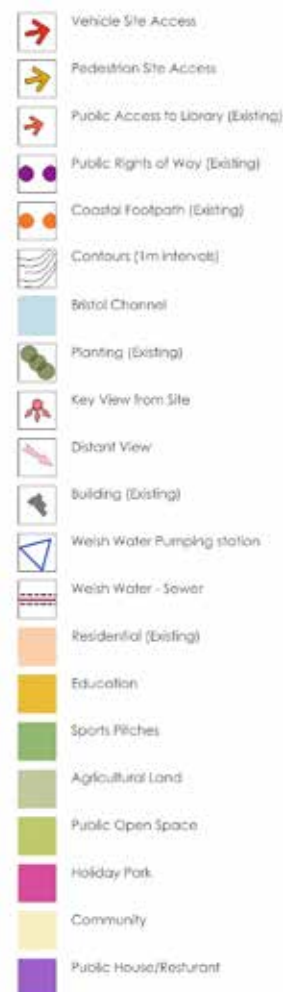 Vehicle Site Access
Pedestrian Site Access
Public Access to Library (Existing)
Public Rights of Way (Existing)
Coastal Footpath (Existing)
Contours (1m intervals)
Bristol Channel
Planting (Existing)
Key View from Site
Distant View
Building (Existing)
Welsh Water Pumping station
Welsh Water - Sewer
Residential (Existing)
Education
Sports Pitches
Agricultural Land
Public Open Space
Holiday Park
Community
Public House/Resturant